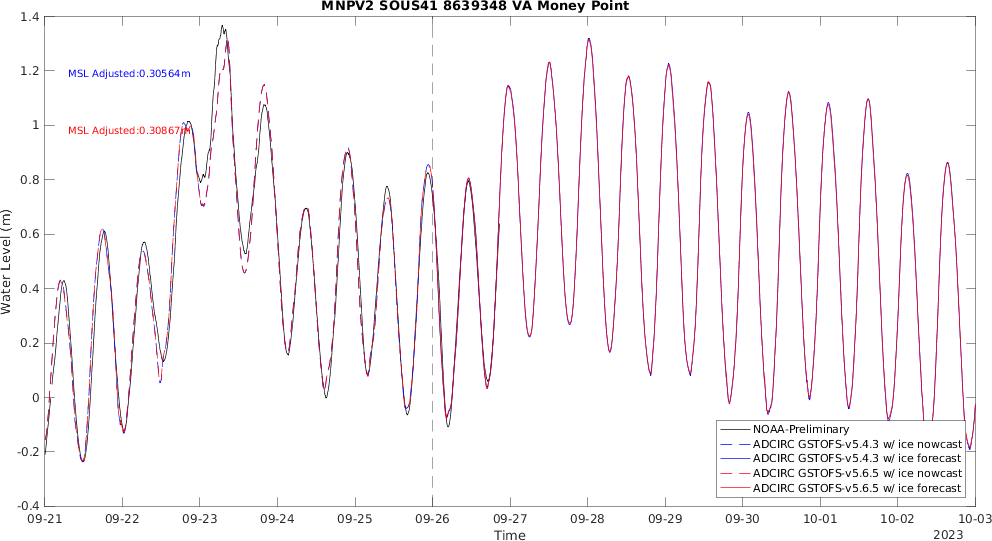 MNPV2 SOUS41 8639348 VA Money Point
1.4
1.2
1
0.8
0.6
0.4
0.2
0
-0.2
-0.4
Water Level (m)
MSL Adjusted:0.30564m
MSL Adjusted:0.30867m
NOAA-Preliminary
ADCIRC GSTOFS-v5.4.3 w/ ice nowcast
ADCIRC GSTOFS-v5.4.3 w/ ice forecast
ADCIRC GSTOFS-v5.6.5 w/ ice nowcast
ADCIRC GSTOFS-v5.6.5 w/ ice forecast
09-21 09-22 09-23 09-24 09-25 09-26 09-27 09-28 09-29 09-30 10-01 10-02 10-03
Time
2023